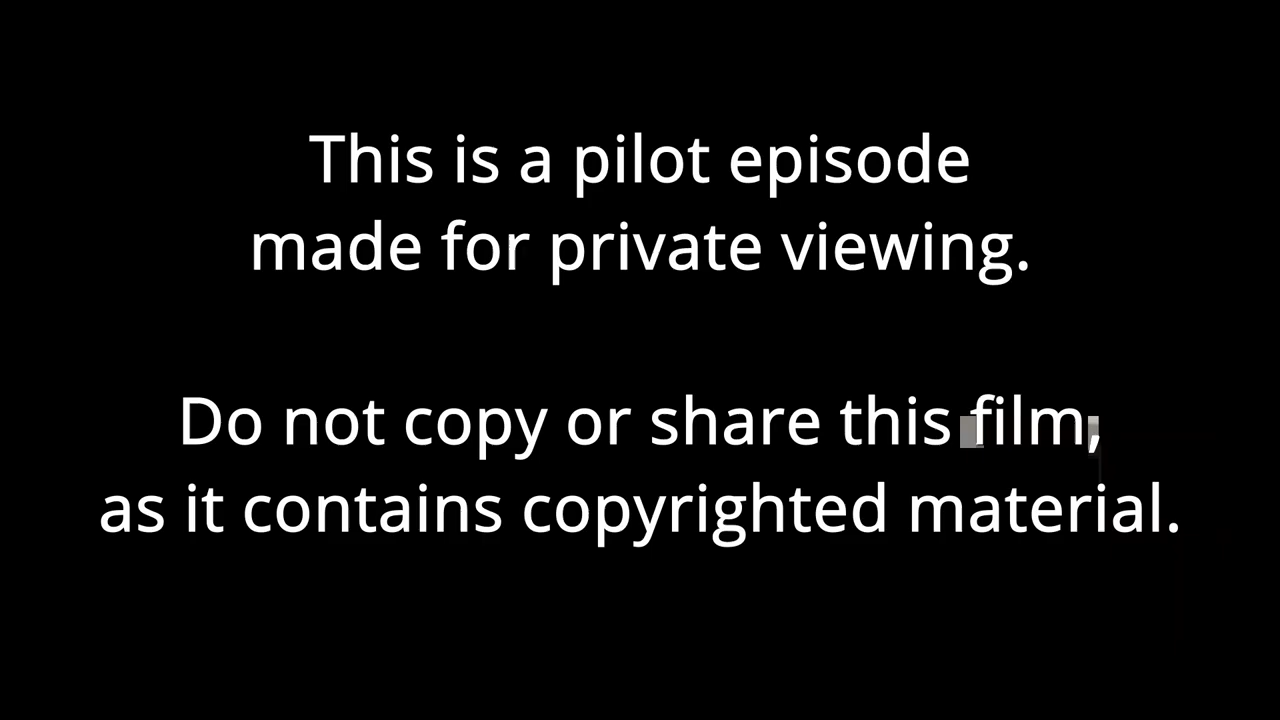 This is a pilot episode
made for private viewing.
Do not copy or share this film,
as it contains copyrighted material.